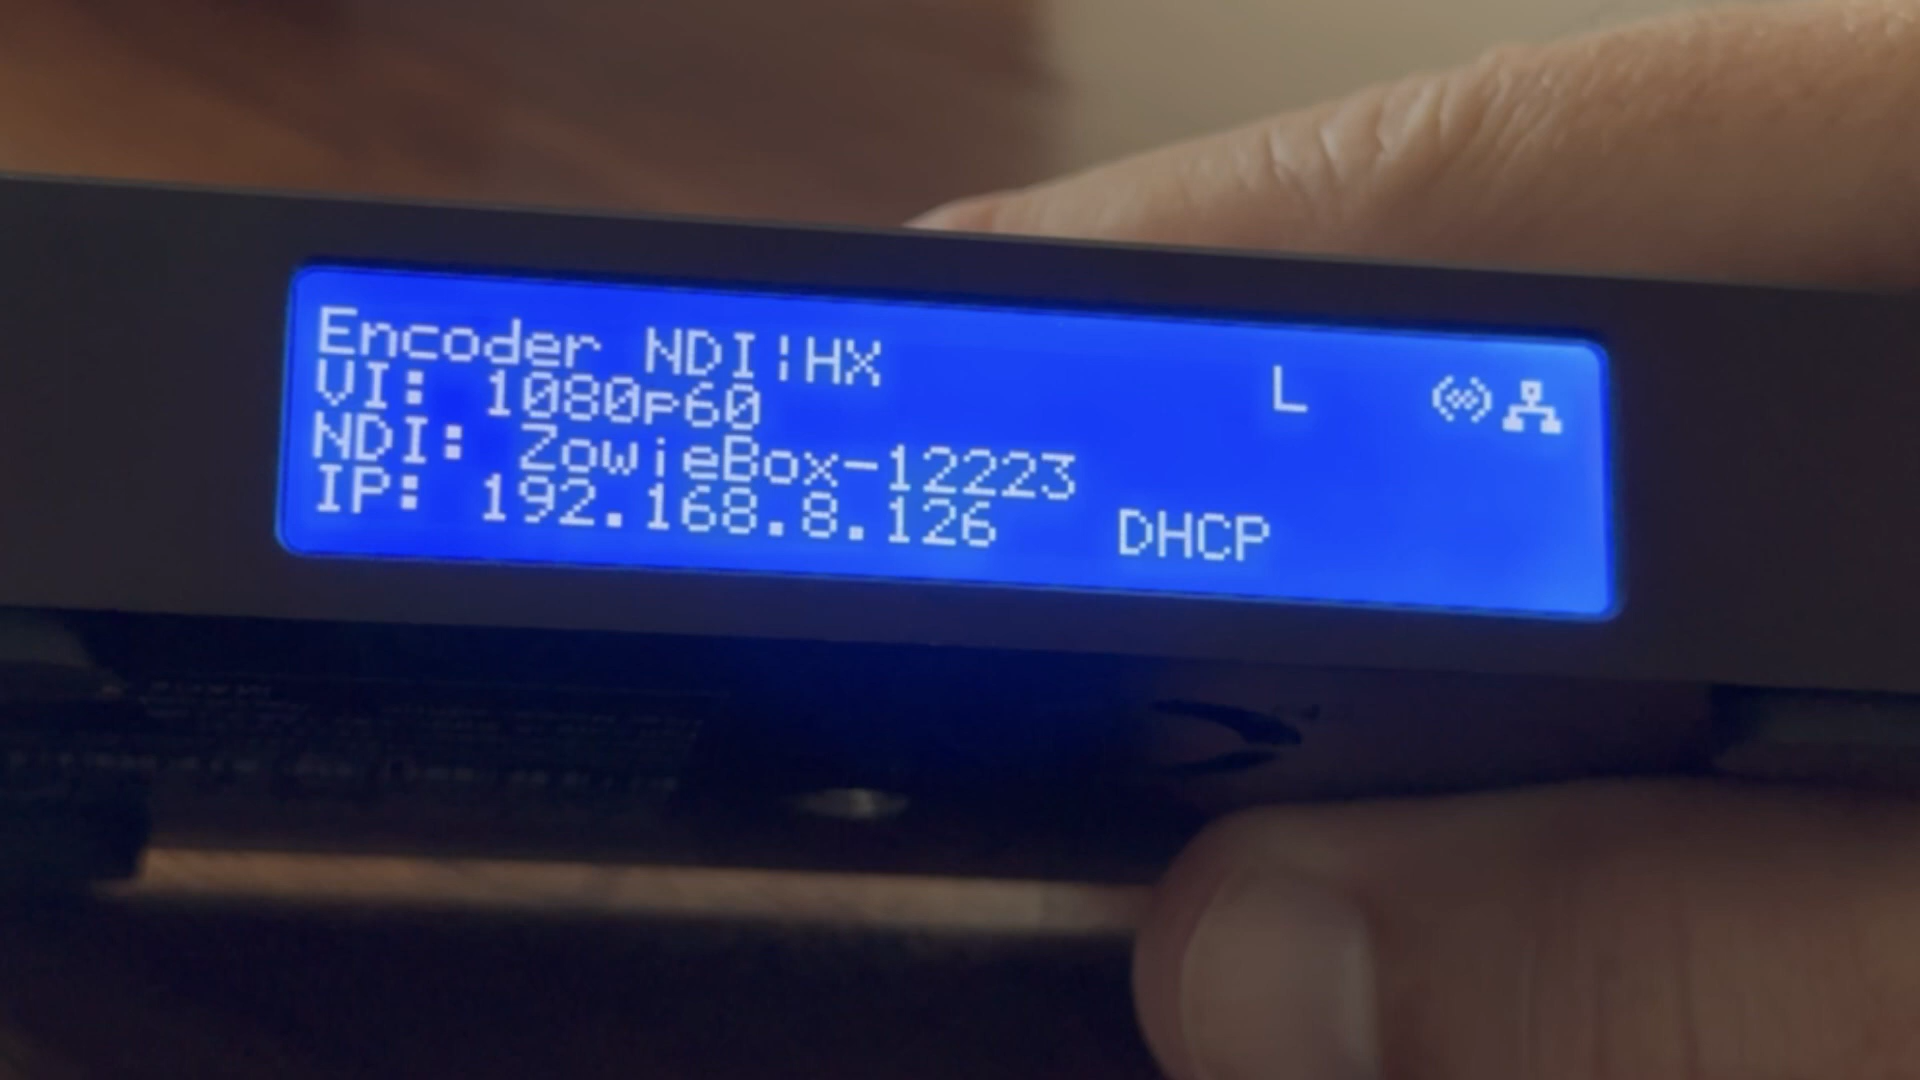 Encoder NDI¦HX L
VI: 1080p60
NDI: ZowieBox-12223
IP: 192.168.8.126 DHCP